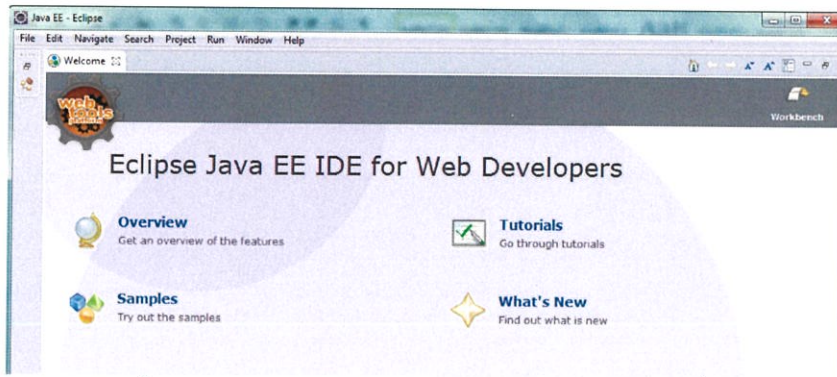 Java EE - Eclipse
File Edit Navigate Search Project Run Window Help
Welcome
web
tools
Workbench
Eclipse Java EE IDE for Web Developers
Overview
Get an overview of the features
Tutorials
Go through tutorials
Samples
Try out the samples
What's New
Find out what is new